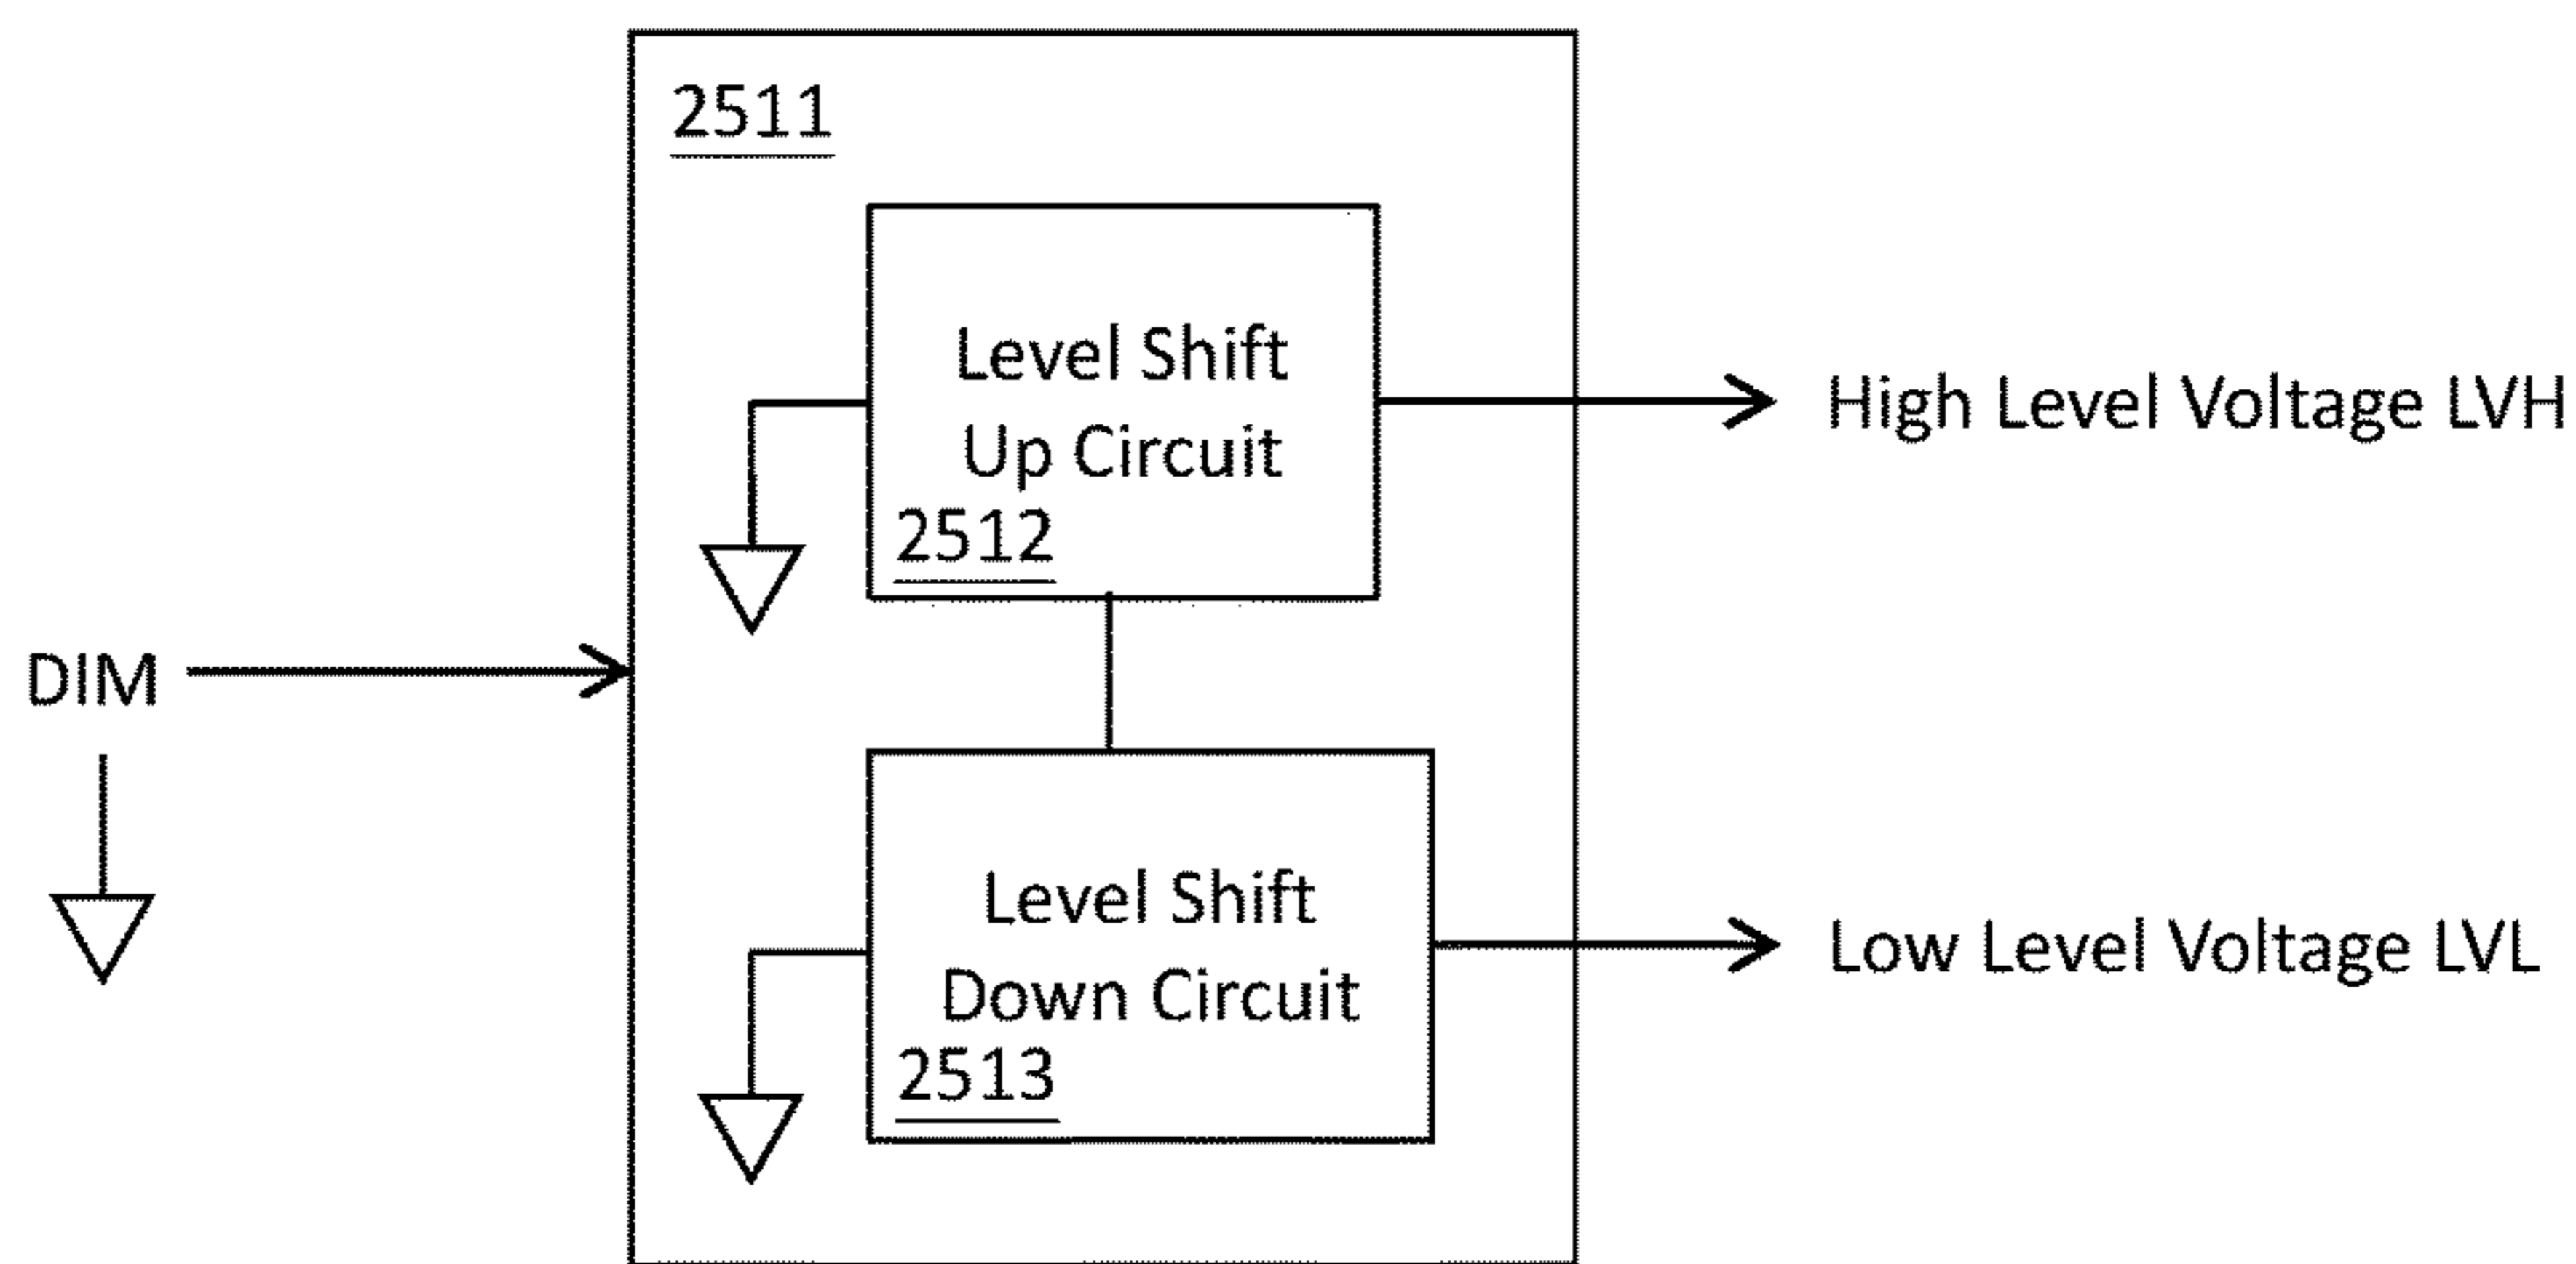 2511
Level Shift
Up Circuit
2512
High Level Voltage LVH
DIM
Level Shift
Down Circuit
2513
Low Level Voltage LVL